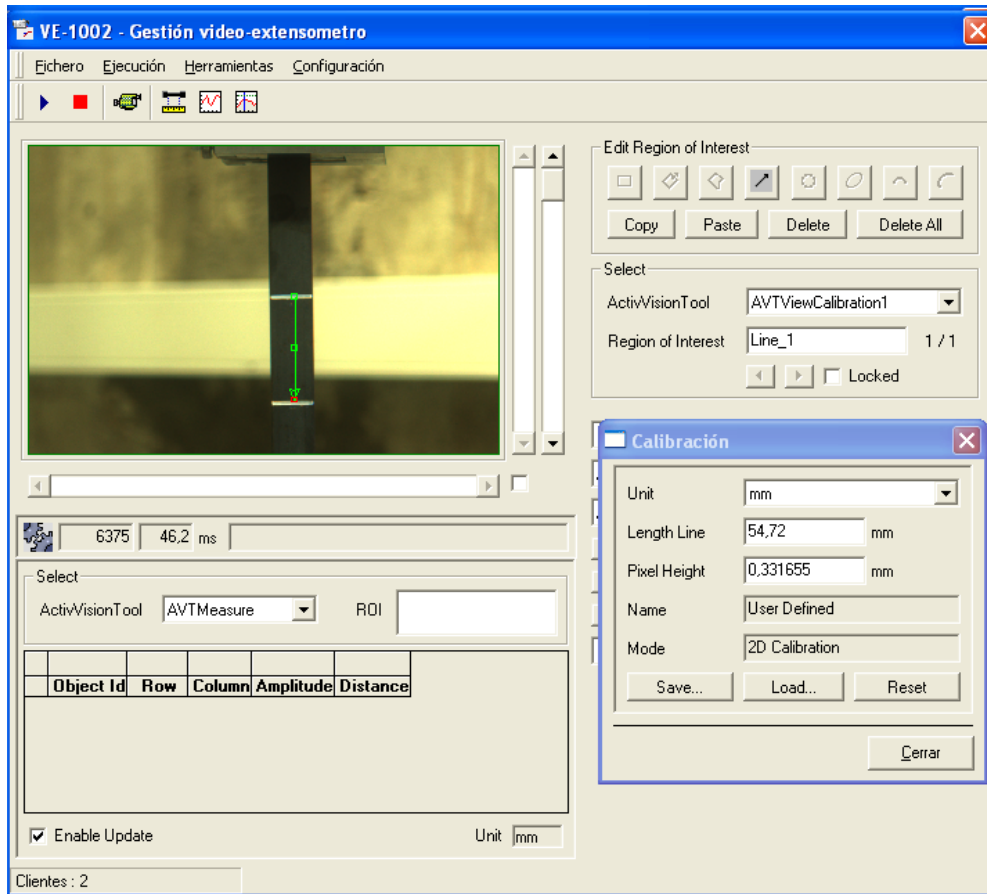 VE-1002 - Gestión video-extensometro
Fichero Ejecución Herramientas Configuración
Edit Region of Interest
Copy Paste Delete Delete All
Select
ActivVisionTool AVTViewCalibration1
Region of Interest Line_1 1 / 1
Locked
Calibración
Unit mm
Length Line 54,72 mm
Pixel Height 0,331655 mm
Name User Defined
Mode 2D Calibration
Save... Load... Reset
Cerrar
6375 46,2 ms
Select
ActivVisionTool AVTMeasure ROI
Object Id Row Column Amplitude Distance
Enable Update Unit mm
Clientes : 2